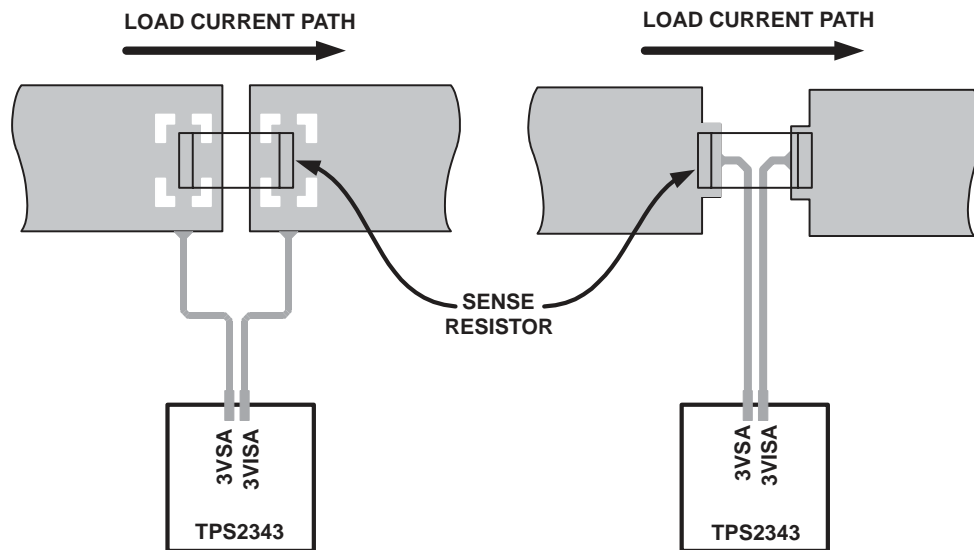 LOAD CURRENT PATH
LOAD CURRENT PATH
SENSE
RESISTOR
3VSA
3VISA
TPS2343
3VSA
3VISA
TPS2343